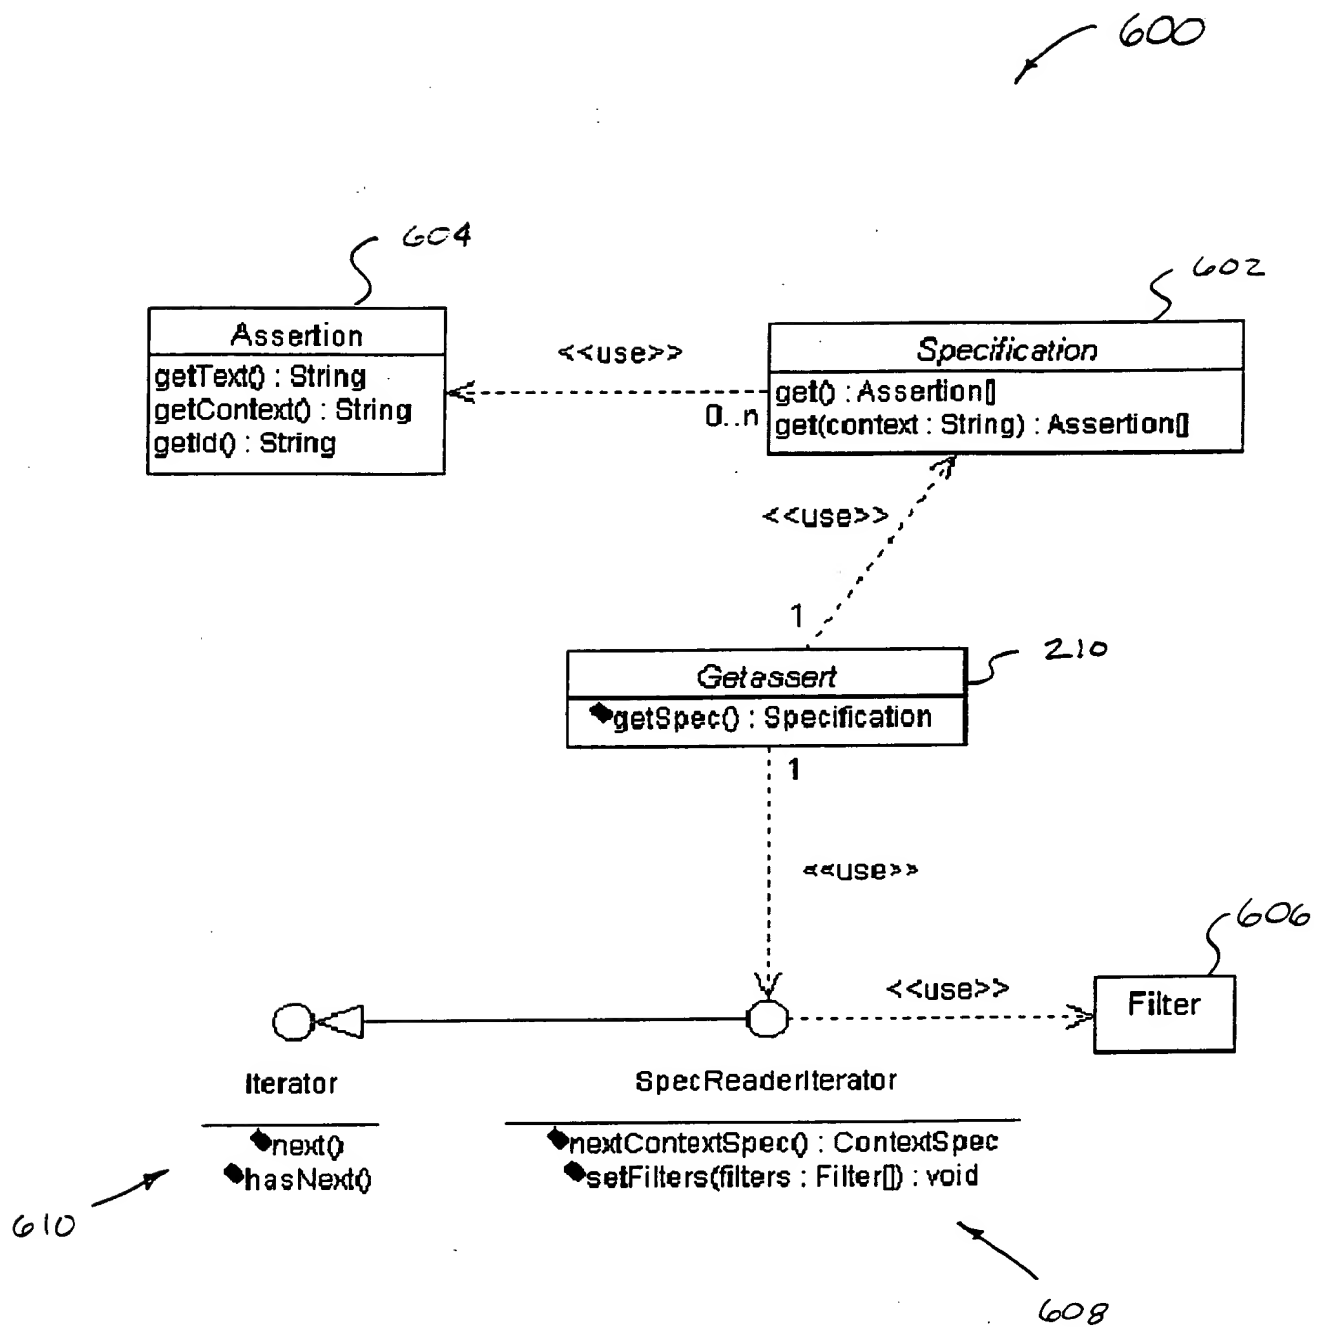 600
604
602
Assertion
getText() : String
getContext() : String
getId() : String
<<use>>
0..n
Specification
get() : Assertion[]
get(context : String) : Assertion[]
<<use>>
1
210
Getassert
getSpec() : Specification
1
<<use>>
606
<<use>>
Filter
Iterator
next()
hasNext()
SpecReaderIterator
nextContextSpec() : ContextSpec
setFilters(filters : Filter[]) : void
610
608